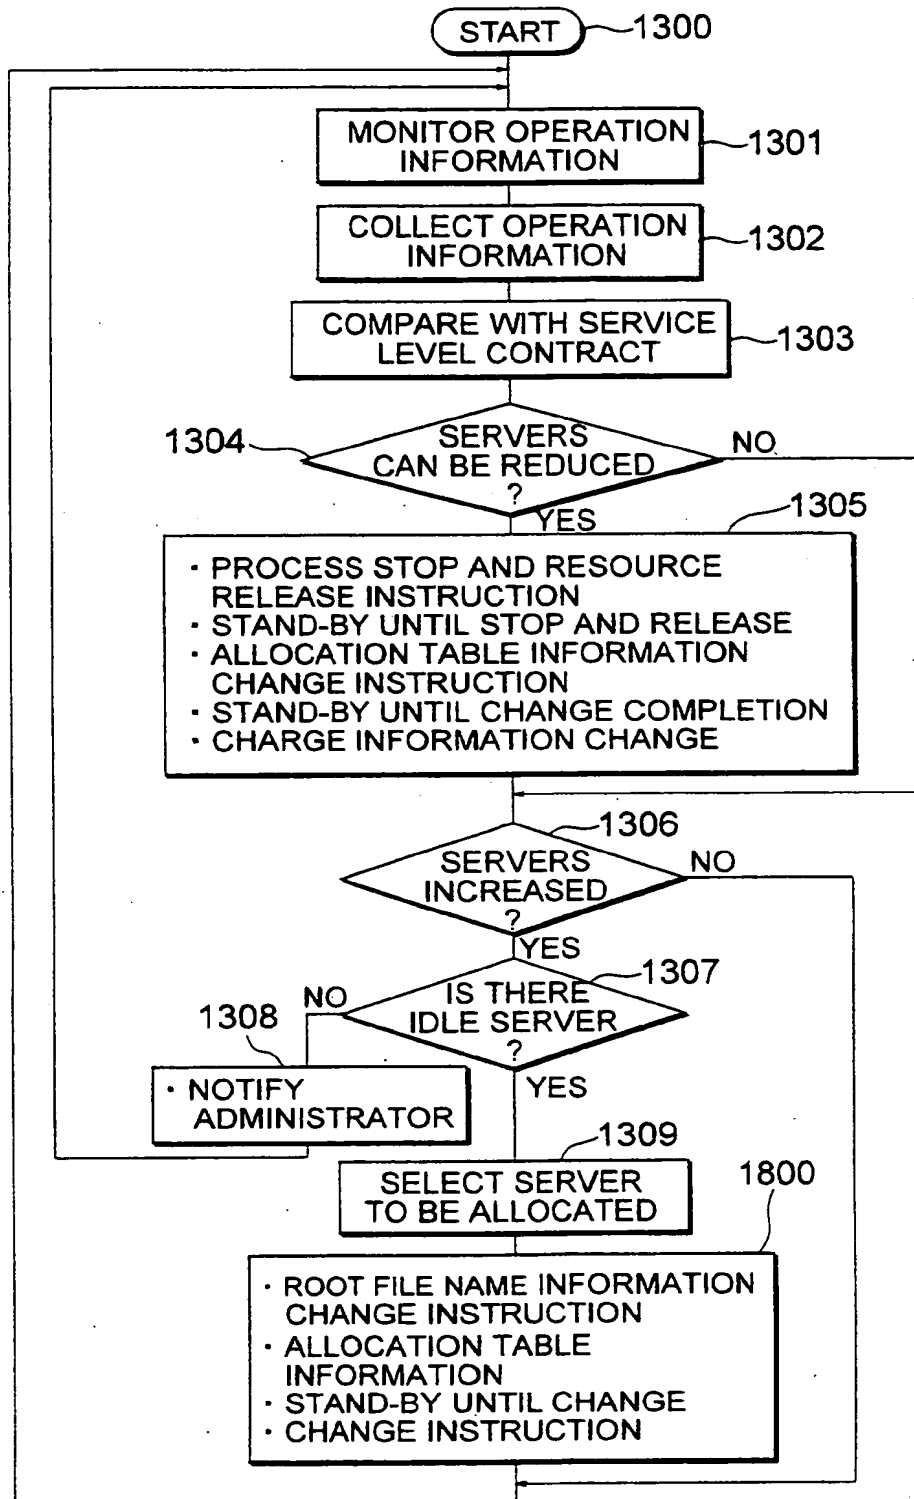 START
1300
MONITOR OPERATION
INFORMATION
1301
COLLECT OPERATION
INFORMATION
1302
COMPARE WITH SERVICE
LEVEL CONTRACT
1303
1304
SERVERS
CAN BE REDUCED
?
NO
YES
1305
· PROCESS STOP AND RESOURCE
RELEASE INSTRUCTION
· STAND-BY UNTIL STOP AND RELEASE
· ALLOCATION TABLE INFORMATION
CHANGE INSTRUCTION
· STAND-BY UNTIL CHANGE COMPLETION
· CHARGE INFORMATION CHANGE
1306
SERVERS
INCREASED
?
NO
YES
1307
IS THERE
IDLE SERVER
?
NO
YES
1308
· NOTIFY
ADMINISTRATOR
1309
SELECT SERVER
TO BE ALLOCATED
1800
· ROOT FILE NAME INFORMATION
CHANGE INSTRUCTION
· ALLOCATION TABLE
INFORMATION
· STAND-BY UNTIL CHANGE
· CHANGE INSTRUCTION